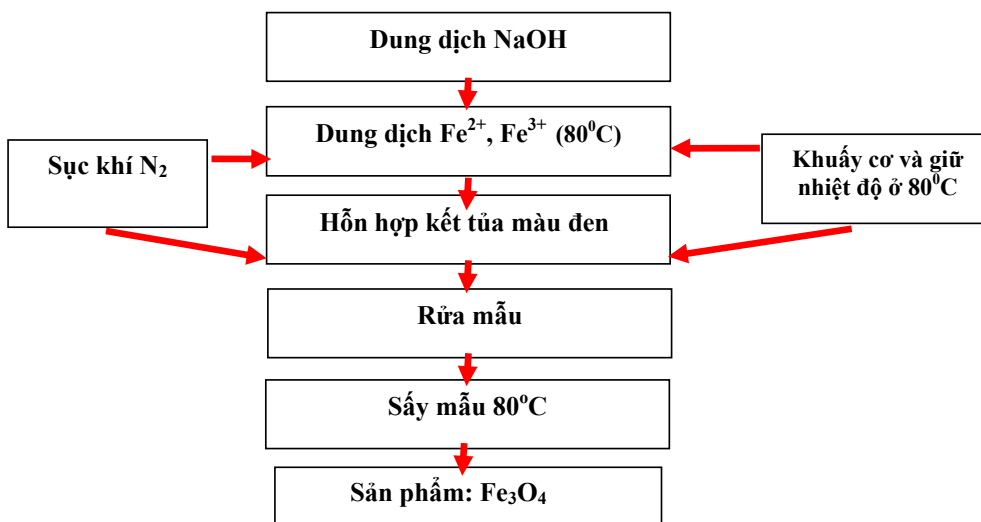 Dung dịch NaOH
Dung dịch Fe²⁺, Fe³⁺ (80⁰C)
Sục khí N₂
Khuấy cơ và giữ
nhiệt độ ở 80⁰C
Hỗn hợp kết tủa màu đen
Rửa mẫu
Sấy mẫu 80ᵒC
Sản phẩm: Fe₃O₄